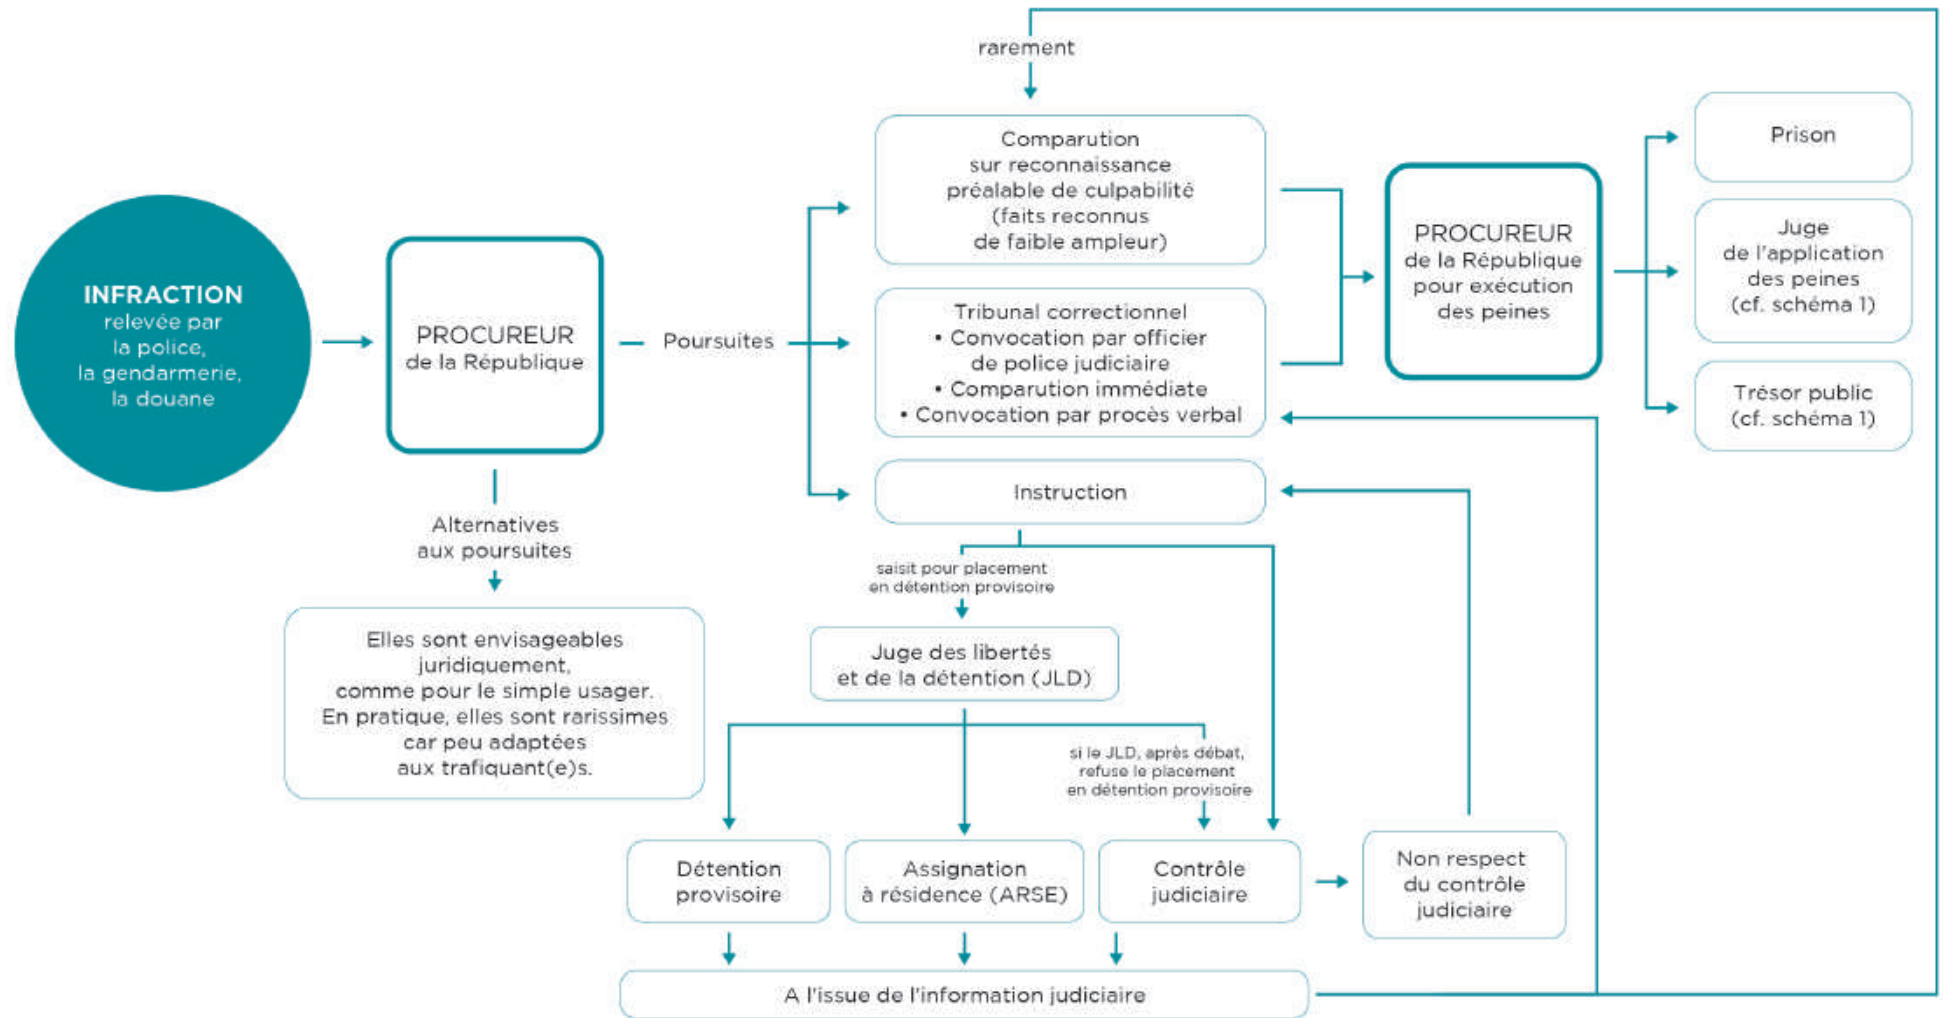 INFRACTION
relevée par
la police,
la gendarmerie,
la douane
PROCUREUR
de la République
Alternatives
aux poursuites
Elles sont envisageables
juridiquement,
comme pour le simple usager.
En pratique, elles sont rarissimes
car peu adaptées
aux trafiquant(e)s.
Poursuites
rarement
Comparution
sur reconnaissance
préalable de culpabilité
(faits reconnus
de faible ampleur)
Tribunal correctionnel
• Convocation par officier
de police judiciaire
• Comparution immédiate
• Convocation par procès verbal
Instruction
saisit pour placement
en détention provisoire
Juge des libertés
et de la détention (JLD)
si le JLD, après débat,
refuse le placement
en détention provisoire
Détention
provisoire
Assignation
à résidence (ARSE)
Contrôle
judiciaire
Non respect
du contrôle
judiciaire
A l'issue de l'information judiciaire
PROCUREUR
de la République
pour exécution
des peines
Prison
Juge
de l'application
des peines
(cf. schéma 1)
Trésor public
(cf. schéma 1)